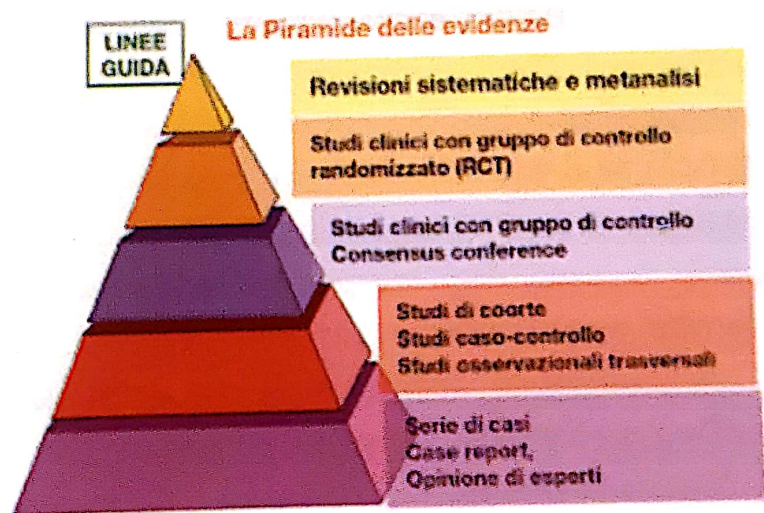 LINEE
GUIDA
La Piramide delle evidenze
Revisioni sistematiche e metanalisi
Studi clinici con gruppo di controllo
randomizzato (RCT)
Studi clinici con gruppo di controllo
Consensus conference
Studi di coorte
Studi caso-controllo
Studi osservazionali trasversali
Serie di casi
Case report,
Opinione di esperti